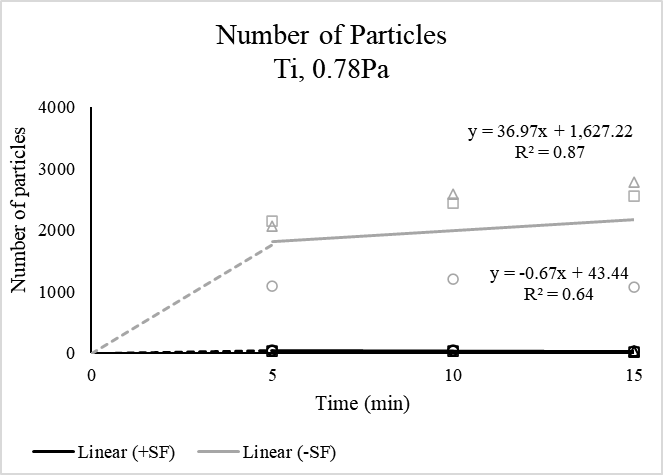 Number of Particles
Ti, 0.78Pa
4000
y = 36.97x + 1,627.22
R² = 0.87
3000
2000
y = -0.67x + 43.44
R² = 0.64
1000
0
Number of particles
0 5 10 15
Time (min)
Linear (+SF) Linear (-SF)